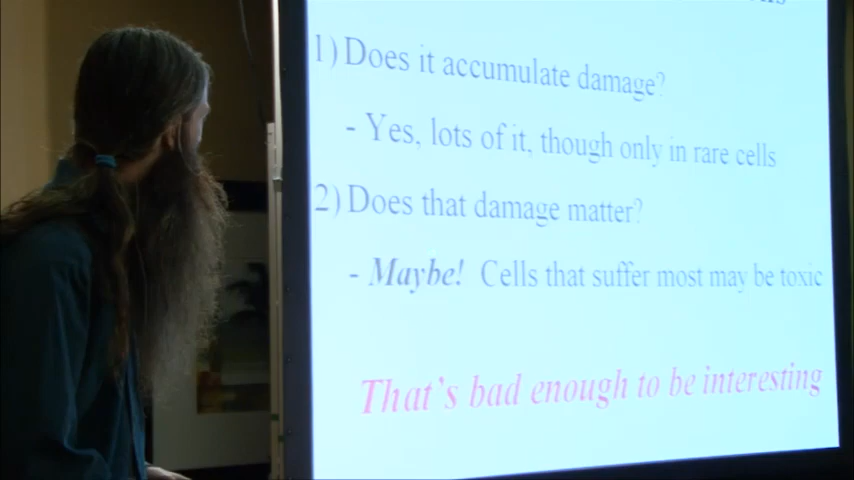 1) Does it accumulate damage?
- Yes, lots of it, though only in rare cells
2) Does that damage matter?
- Maybe! Cells that suffer most may be toxic
That's bad enough to be interesting